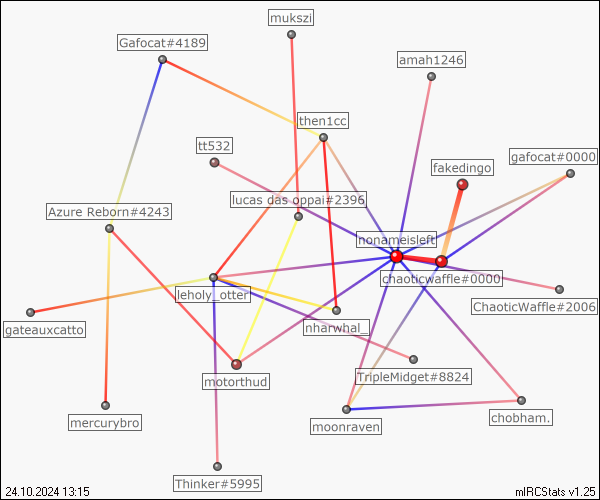 mukszi
Gafocat#4189
amah1246
then1cc
tt532
gafocat#0000
fakedingo
lucas das oppai#2396
Azure Reborn#4243
nonameisleft
chaoticwaffle#0000
leholy_otter
ChaoticWaffle#2006
gateauxcatto
nharwhal_
motorthud
TripleMidget#8824
mercurybro
moonraven
chobham.
Thinker#5995
24.10.2024 13:15
mIRCStats v1.25